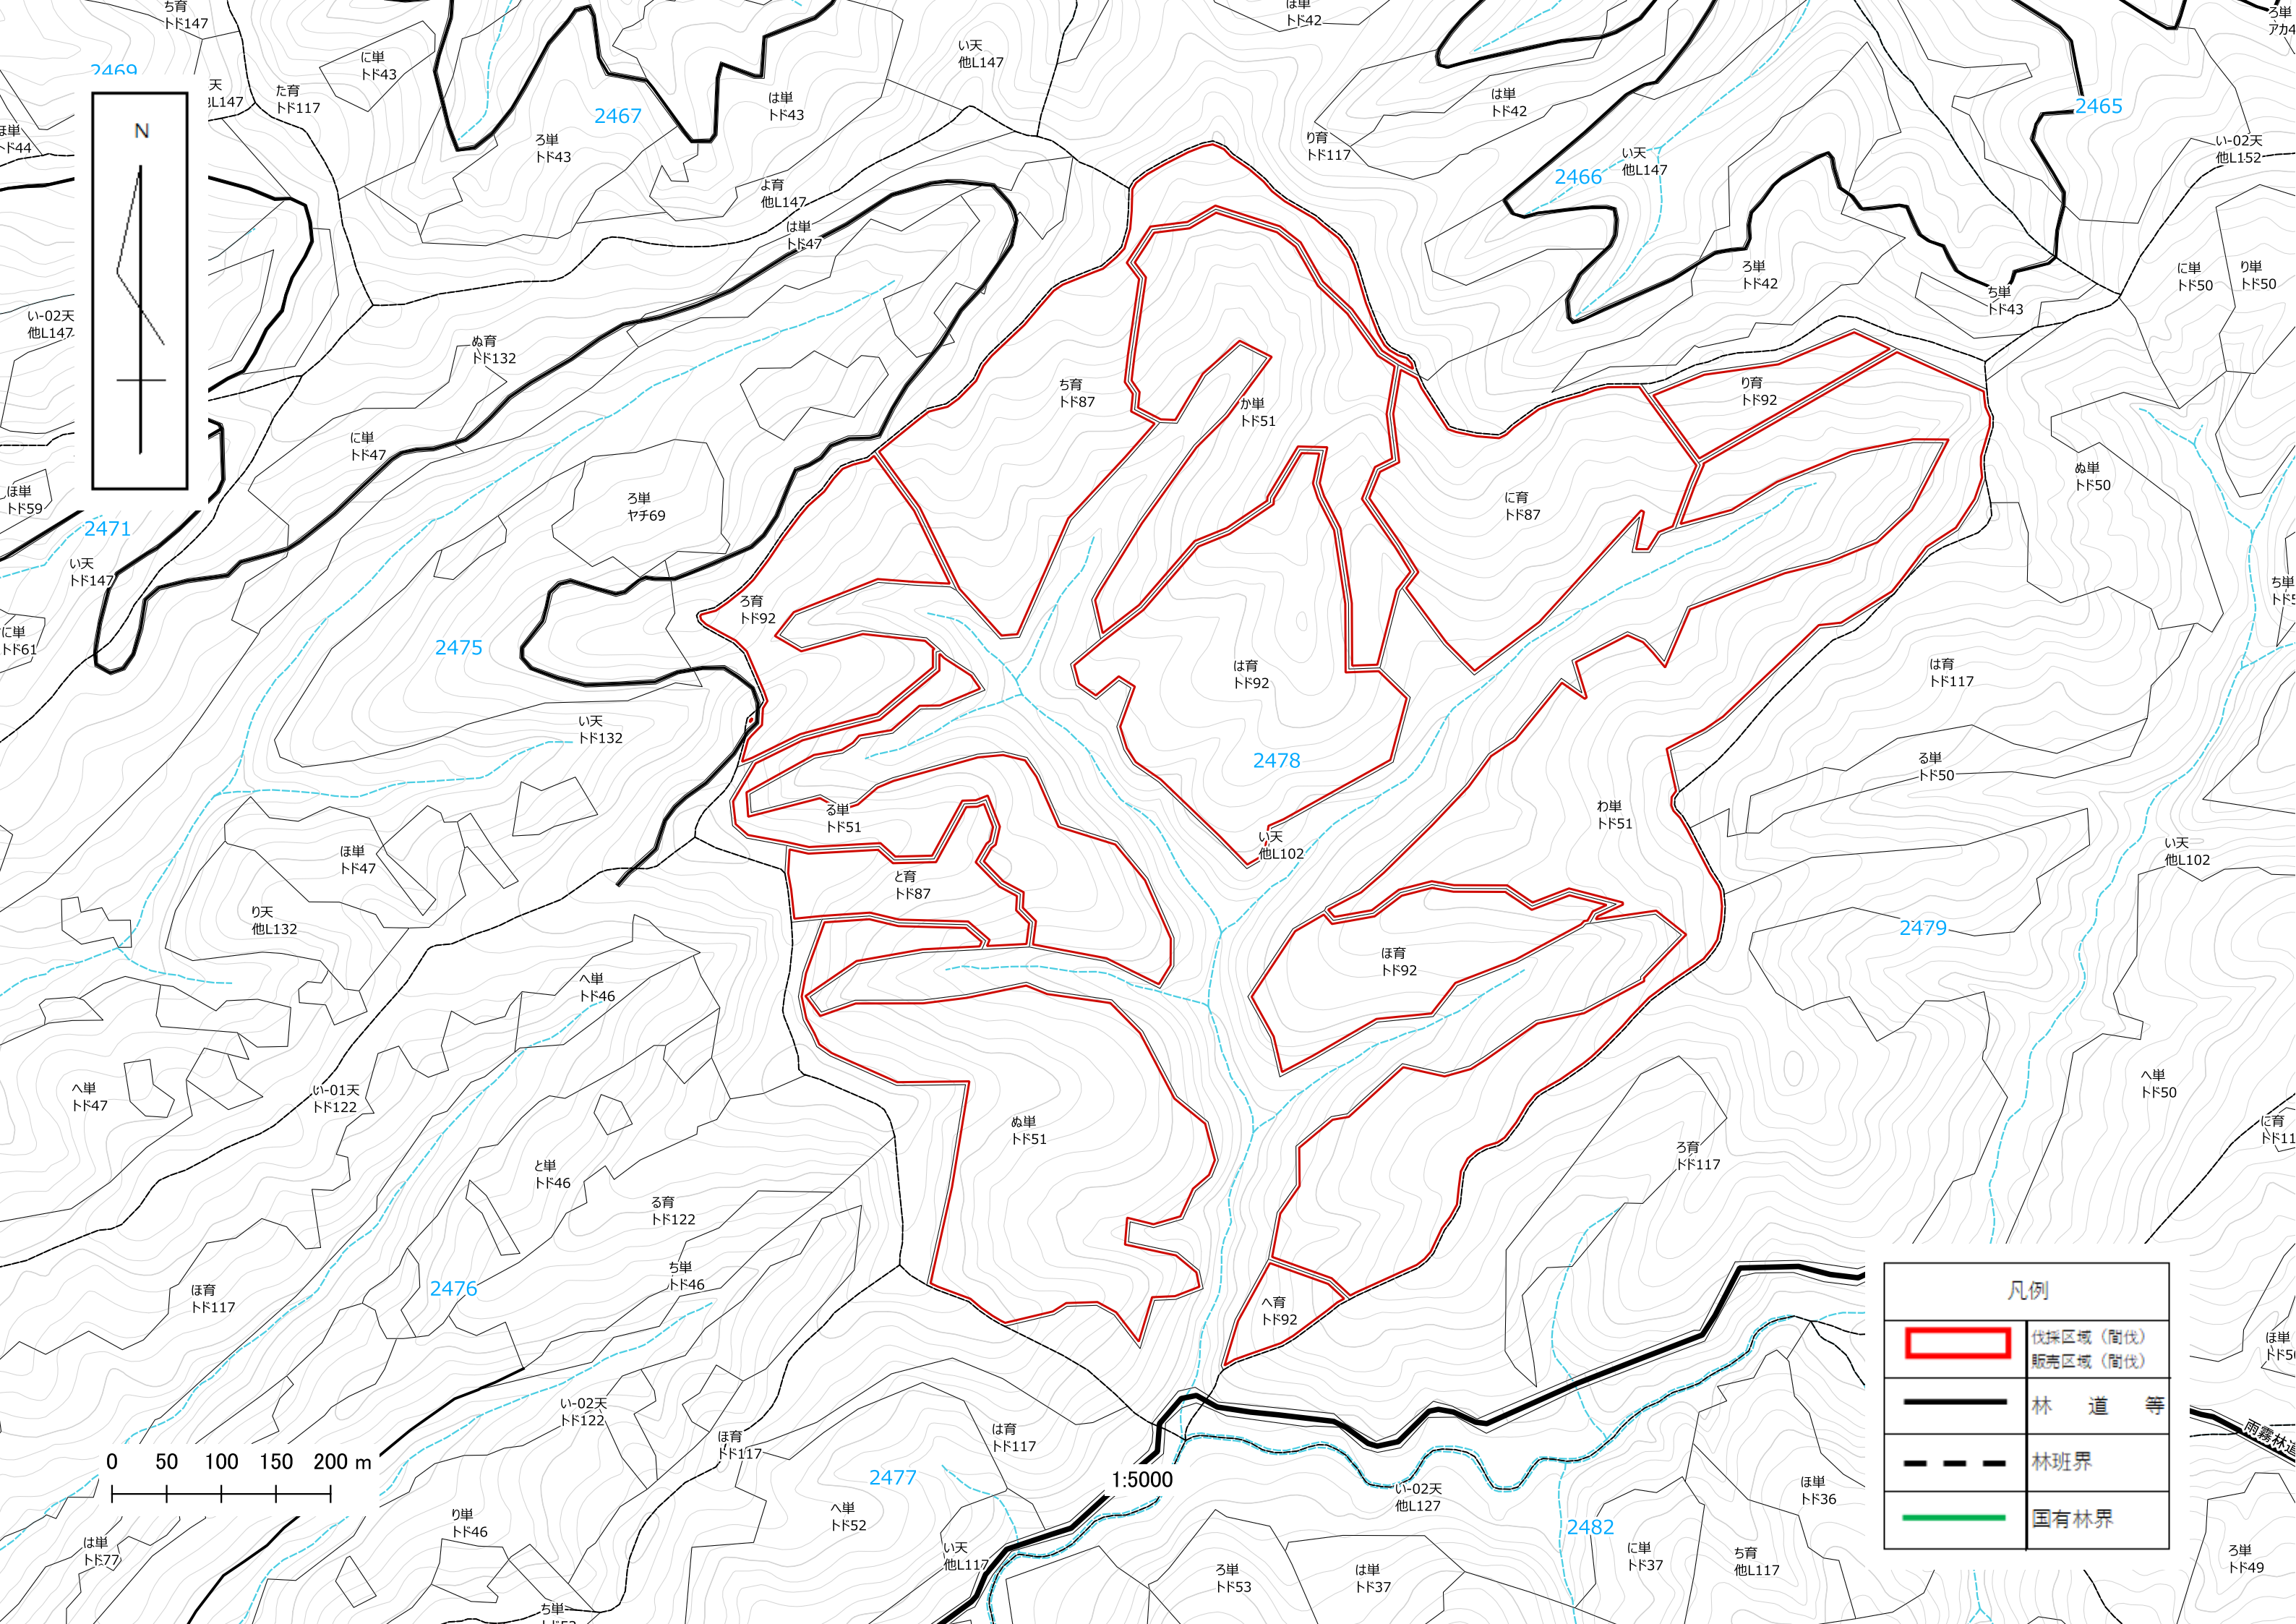 ち育
トド147
2469
に単
トド43
た育
トド117
天
2467
ろ単
トド43
は単
トド43
い天
他L147
ほ単
トド42
は単
トド42
り育
トド117
2466
い天
他L147
2465
い-02天
他L152
ろ単
N
よ育
他L147
は単
トド47
ろ単
トド42
ち単
トド43
に単
トド50
り単
トド50
い-02天
他L147
ぬ育
トド132
に単
トド47
ち育
トド87
か単
トド51
り育
トド92
ほ単
トド59
2471
い天
トド147
ろ単
ヤチ69
に育
トド87
ぬ単
トド50
に単
トド61
2475
ろ育
トド92
は育
トド92
は育
トド117
い天
トド132
2478
る単
トド50
る単
トド51
わ単
トド51
い天
他L102
い天
他L102
ほ単
トド47
と育
トド87
り天
他L132
2479
ほ育
トド92
へ単
トド46
へ単
トド47
い-01天
トド122
ぬ単
トド51
へ単
トド50
に育
ろ育
トド117
と単
トド46
る育
トド122
ち単
トド46
2476
ほ育
トド117
へ育
トド92
凡例
伐採区域（間伐）
販売区域（間伐）
林　道　等
林班界
国有林界
ほ単
雨霧林道
い-02天
トド122
ほ育
トド117
は育
トド117
0 50 100 150 200 m
2477
1:5000
い-02天
他L127
ほ単
トド36
へ単
トド52
り単
トド46
は単
トド77
い天
他L117
2482
ろ単
トド53
は単
トド37
に単
トド37
ち育
他L117
ろ単
トド49
ち単